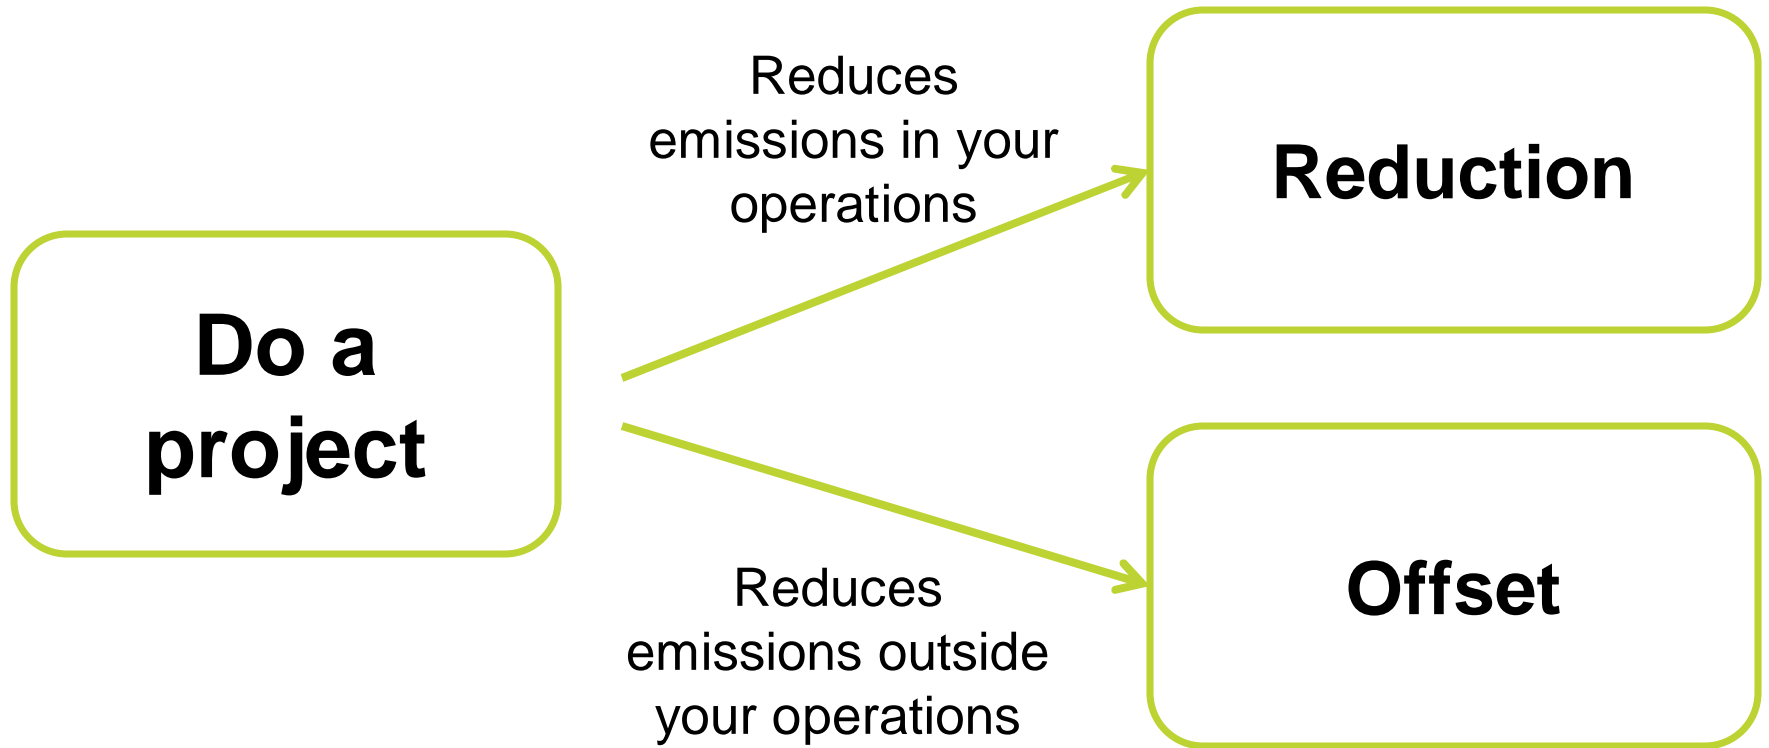 Do a
project
Reduces
emissions in your
operations
Reduction
Reduces
emissions outside
your operations
Offset